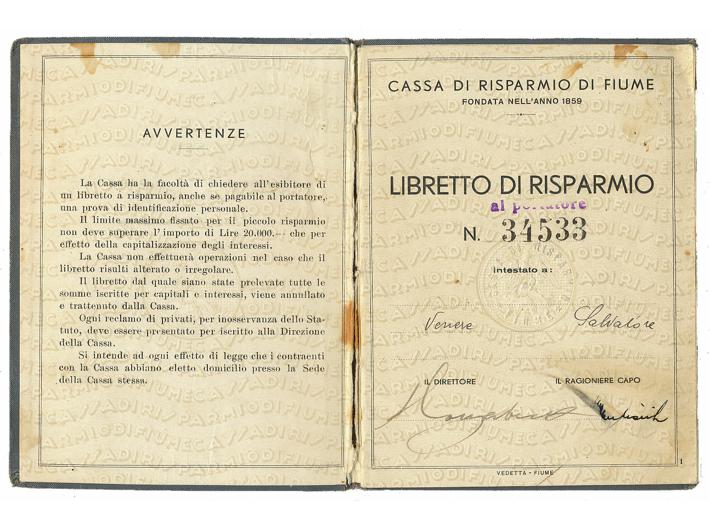 AVVERTENZE
La Cassa ha la facoltà di chiedere all'esibitore di
un libretto a risparmio, anche se pagabile al portatore,
una prova di identificazione personale.
Il limite massimo fissato per il piccolo risparmio
non deve superare l'importo di Lire 20.000.— che per
effetto della capitalizzazione degli interessi.
La Cassa non effettuerà operazioni nel caso che il
libretto risulti alterato o irregolare.
Il libretto dal quale siano state prelevate tutte le
somme iscritte per capitali e interessi, viene annullato
e trattenuto dalla Cassa.
Ogni reclamo di privati, per inosservanza dello Sta-
tuto, deve essere presentato per iscritto alla Direzione
della Cassa.
Si intende ad ogni effetto di legge che i contraenti
con la Cassa abbiano eletto domicilio presso la Sede
della Cassa stessa.
CASSA DI RISPARMIO DI FIUME
FONDATA NELL'ANNO 1859
LIBRETTO DI RISPARMIO
al portatore
N. 34533
Intestato a:
Venere Salvatore
IL DIRETTORE IL RAGIONIERE CAPO
1
VEDETTA - FIUME